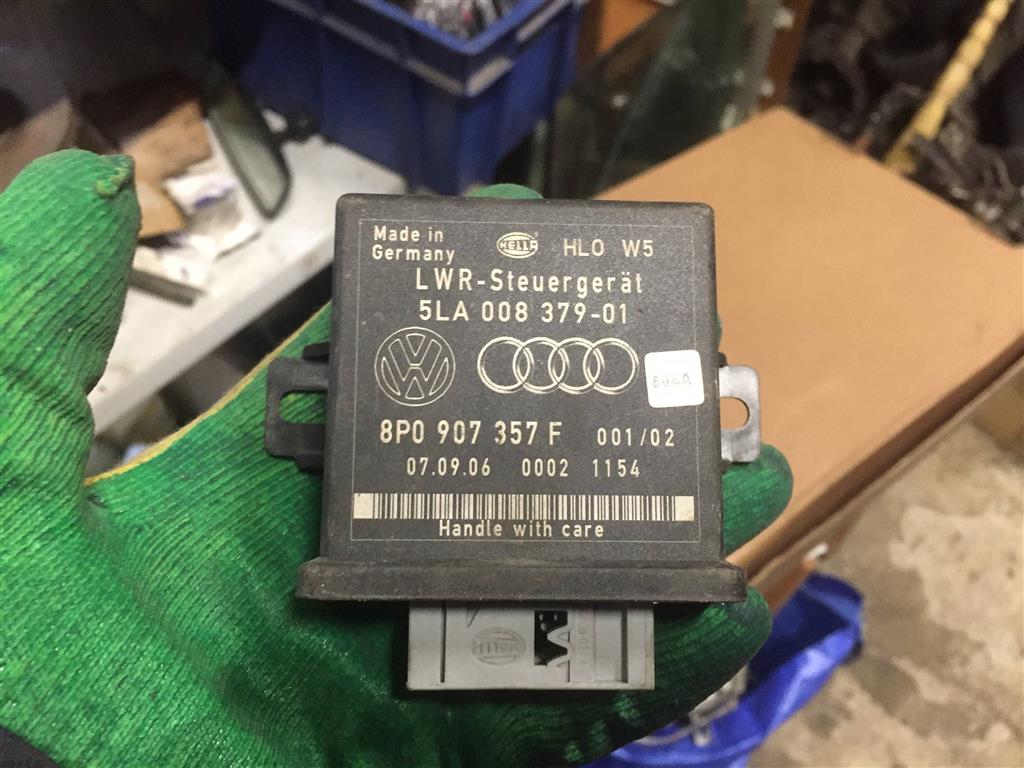 Made in
Germany
HELLA
HLO W5
LWR-Steuergerät
5LA 008 379-01
8P0 907 357 F 001/02
07.09.06 0002 1154
Handle with care
HELLA